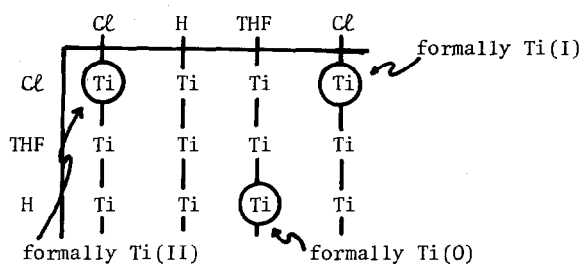 Cl H THF Cl
formally Ti(I)
Cl Ti Ti Ti Ti
THF Ti Ti Ti Ti
H Ti Ti Ti Ti
formally Ti(II) formally Ti(0)